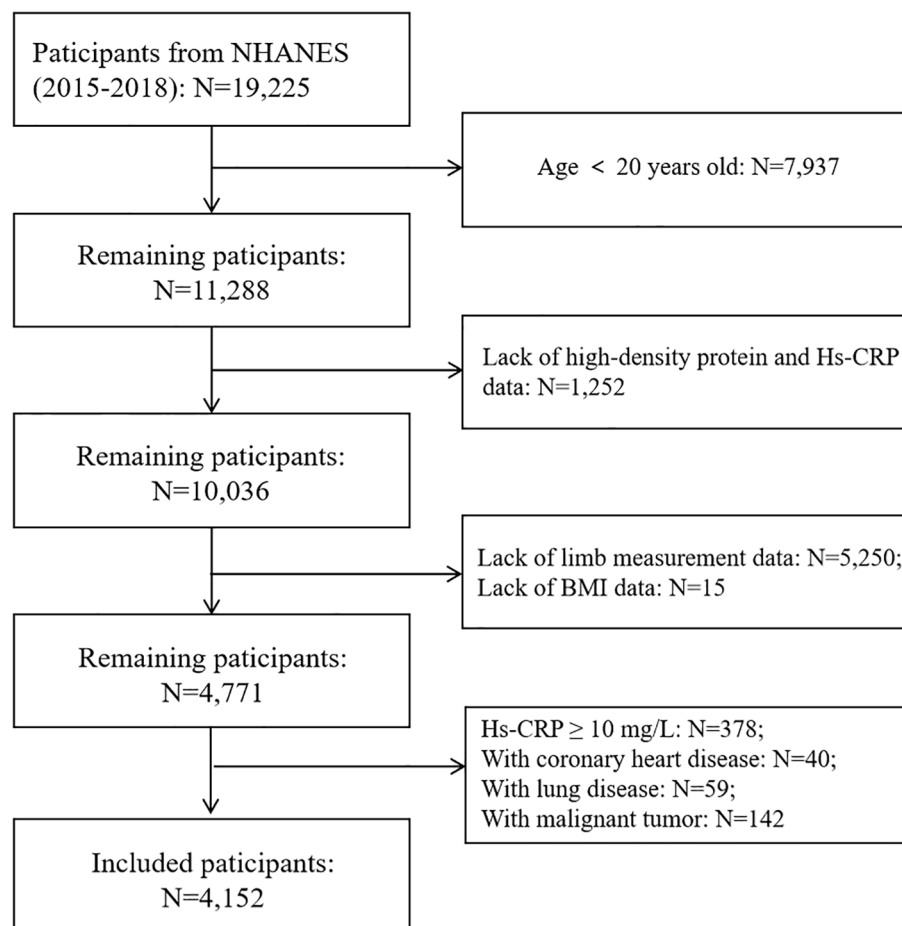 Paticipants from NHANES
(2015-2018): N=19,225
Age < 20 years old: N=7,937
Remaining paticipants:
N=11,288
Lack of high-density protein and Hs-CRP
data: N=1,252
Remaining paticipants:
N=10,036
Lack of limb measurement data: N=5,250;
Lack of BMI data: N=15
Remaining paticipants:
N=4,771
Hs-CRP ≥ 10 mg/L: N=378;
With coronary heart disease: N=40;
With lung disease: N=59;
With malignant tumor: N=142
Included paticipants:
N=4,152